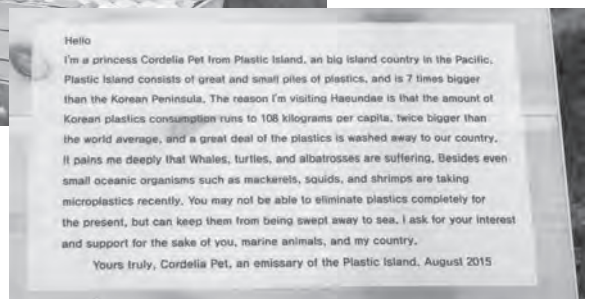 Hello
I'm a princess Cordelia Pet from Plastic Island, an big island country in the Pacific.
Plastic Island consists of great and small piles of plastics, and is 7 times bigger
than the Korean Peninsula. The reason I'm visiting Haeundae is that the amount of
Korean plastics consumption runs to 108 kilograms per capita, twice bigger than
the world average, and a great deal of the plastics is washed away to our country.
It pains me deeply that Whales, turtles, and albatrosses are suffering. Besides even
small oceanic organisms such as mackerels, squids, and shrimps are taking
microplastics recently. You may not be able to eliminate plastics completely for
the present, but can keep them from being swept away to sea. I ask for your interest
and support for the sake of you, marine animals, and my country.
Yours truly, Cordelia Pet, an emissary of the Plastic Island. August 2015